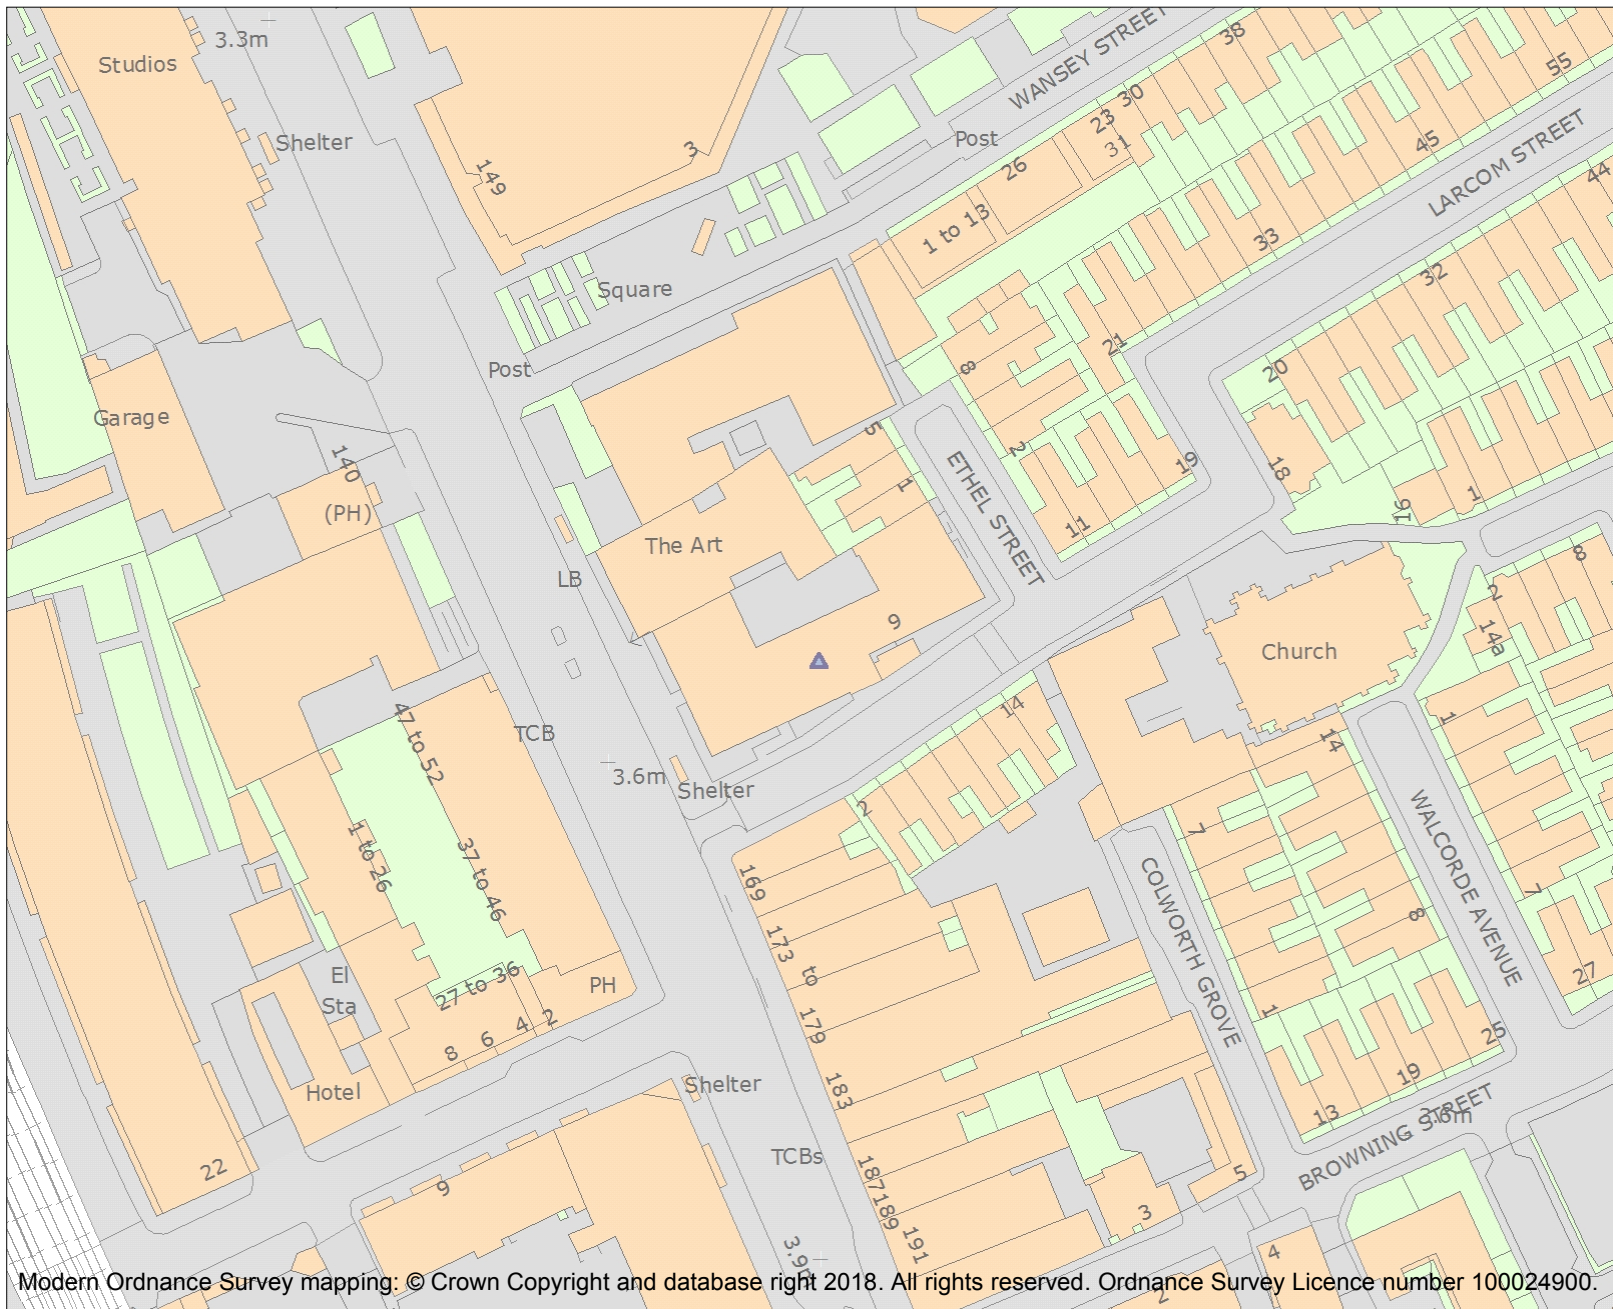 Studios
3.3m
Shelter
149
3
WANSEY STREET
38
55
Post
23 30
31
26
1 to 13
45
LARCOM STREET
44
33
32
Square
Post
21
20
8
Garage
140
(PH)
5
1
2
19
18
16
1
11
ETHEL STREET
The Art
LB
9
8
2
14a
Church
14
1
14
47 to 52
TCB
3.6m
Shelter
2
7
WALCORDE AVENUE
1 to 26
37 to 46
169
COLWORTH GROVE
8
7
173
to
27
27 to 36
PH
El
Sta
179
1
25
8
6
4
2
Hotel
Shelter
183
19
13
3.6m
BROWNING STREET
22
TCBs
187189
191
9
5
3
4
2
Modern Ordnance Survey mapping: © Crown Copyright and database right 2018. All rights reserved. Ordnance Survey Licence number 100024900.